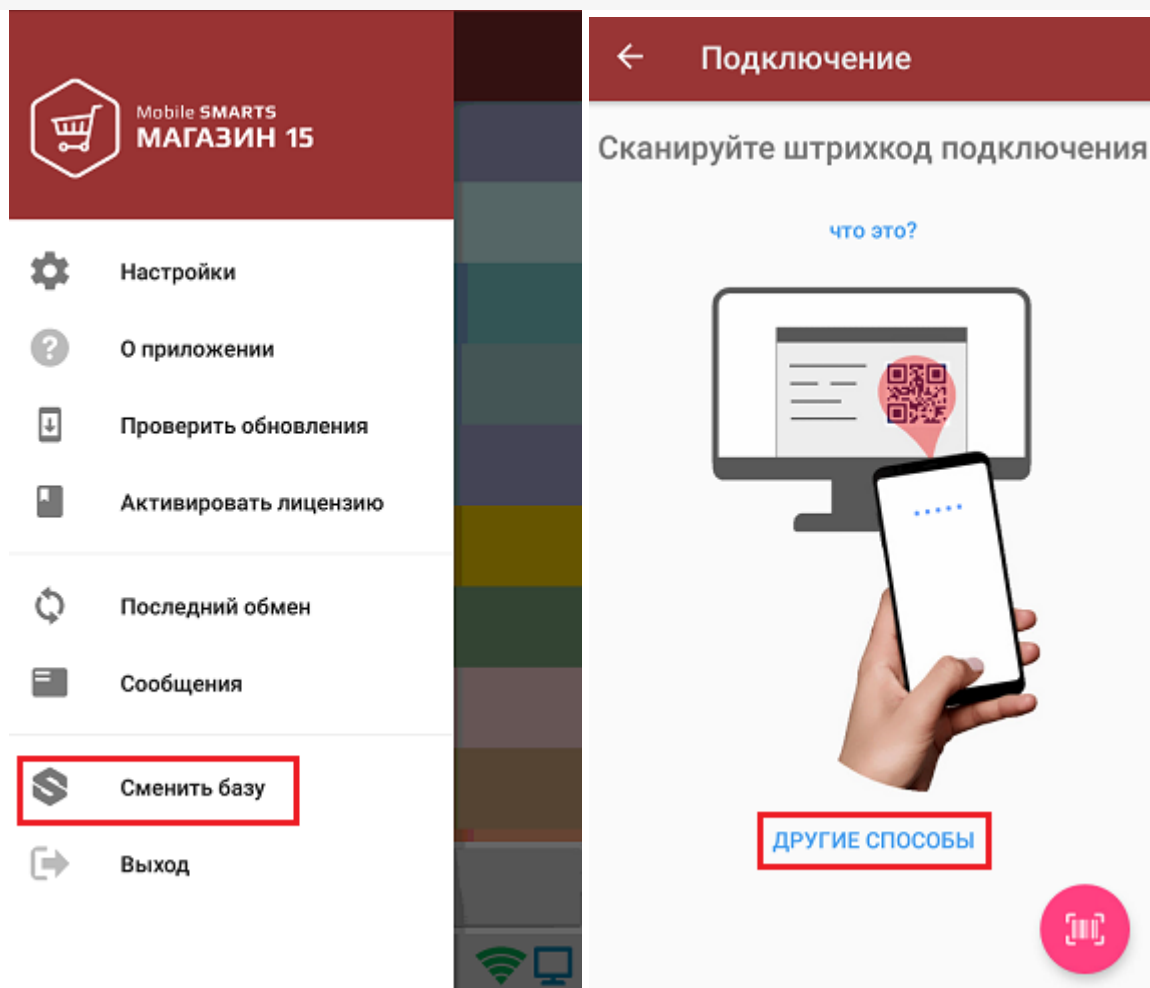 Mobile SMARTS
МАГАЗИН 15
Настройки
О приложении
Проверить обновления
Активировать лицензию
Последний обмен
Сообщения
Сменить базу
Выход
Подключение
Сканируйте штрихкод подключения
что это?
ДРУГИЕ СПОСОБЫ